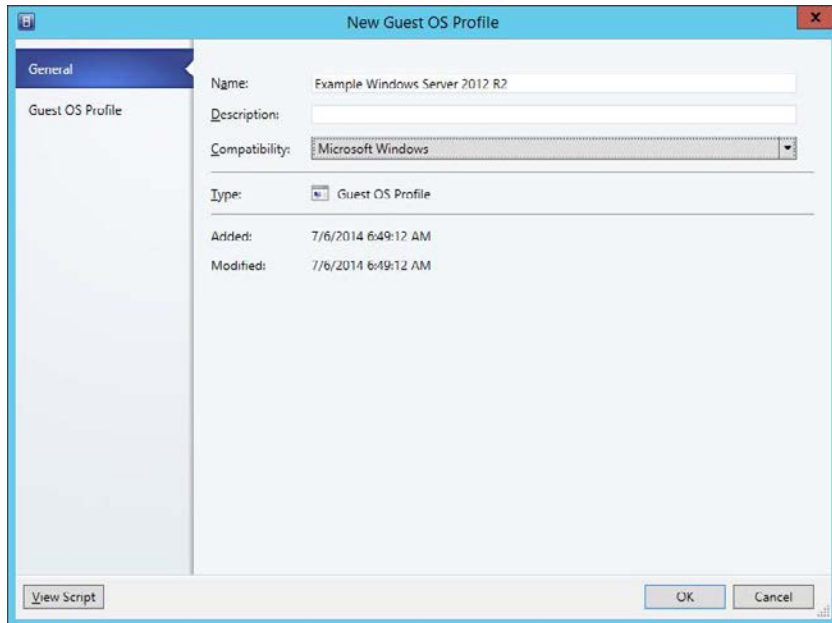 New Guest OS Profile
General
Guest OS Profile
Name: Example Windows Server 2012 R2
Description:
Compatibility: Microsoft Windows
Type: Guest OS Profile
Added: 7/6/2014 6:49:12 AM
Modified: 7/6/2014 6:49:12 AM
View Script OK Cancel